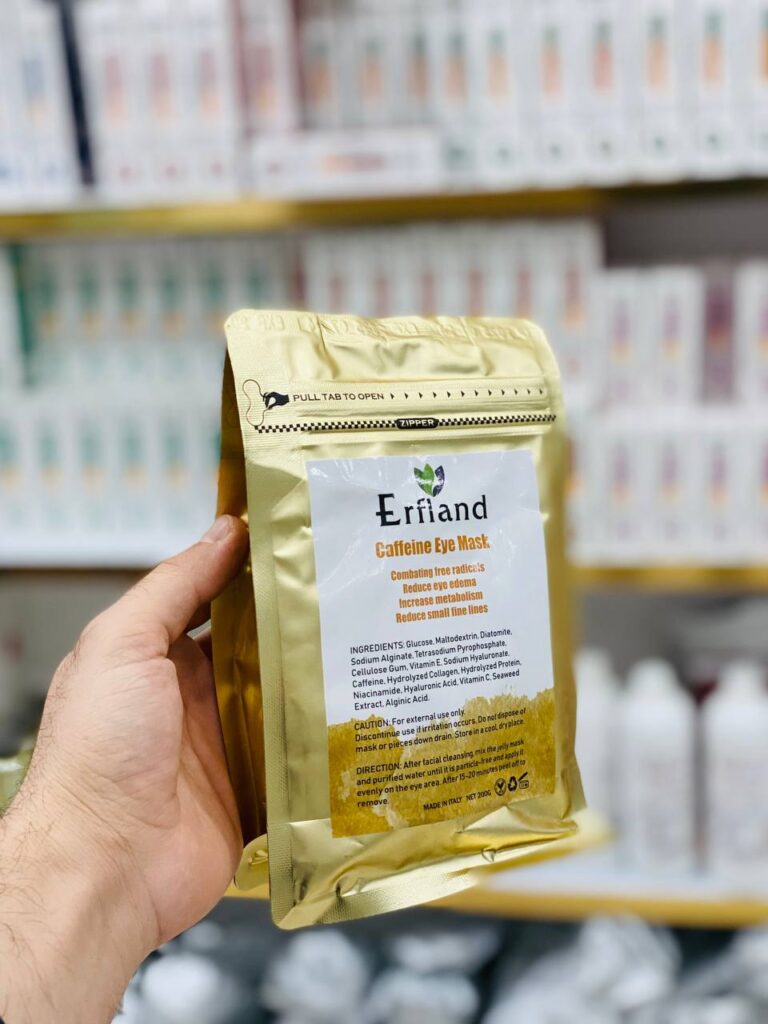 PULL TAB TO OPEN
ZIPPER
Erfland
Caffeine Eye Mask
Combating free radicals
Reduce eye edema
Increase metabolism
Reduce small fine lines
INGREDIENTS: Glucose, Maltodextrin, Diatomite,
Sodium Alginate, Tetrasodium Pyrophosphate,
Cellulose Gum, Vitamin E, Sodium Hyaluronate,
Caffeine, Hydrolyzed Collagen, Hydrolyzed Protein,
Niacinamide, Hyaluronic Acid, Vitamin C, Seaweed
Extract, Alginic Acid.
CAUTION: For external use only.
Discontinue use if irritation occurs. Do not dispose of
mask or pieces down drain. Store in a cool, dry place.
DIRECTION: After facial cleansing, mix the jelly mask
and purified water until it is particle-free and apply it
evenly on the eye area. After 15-20 minutes peel off to
remove.
MADE IN ITALY NET 200G